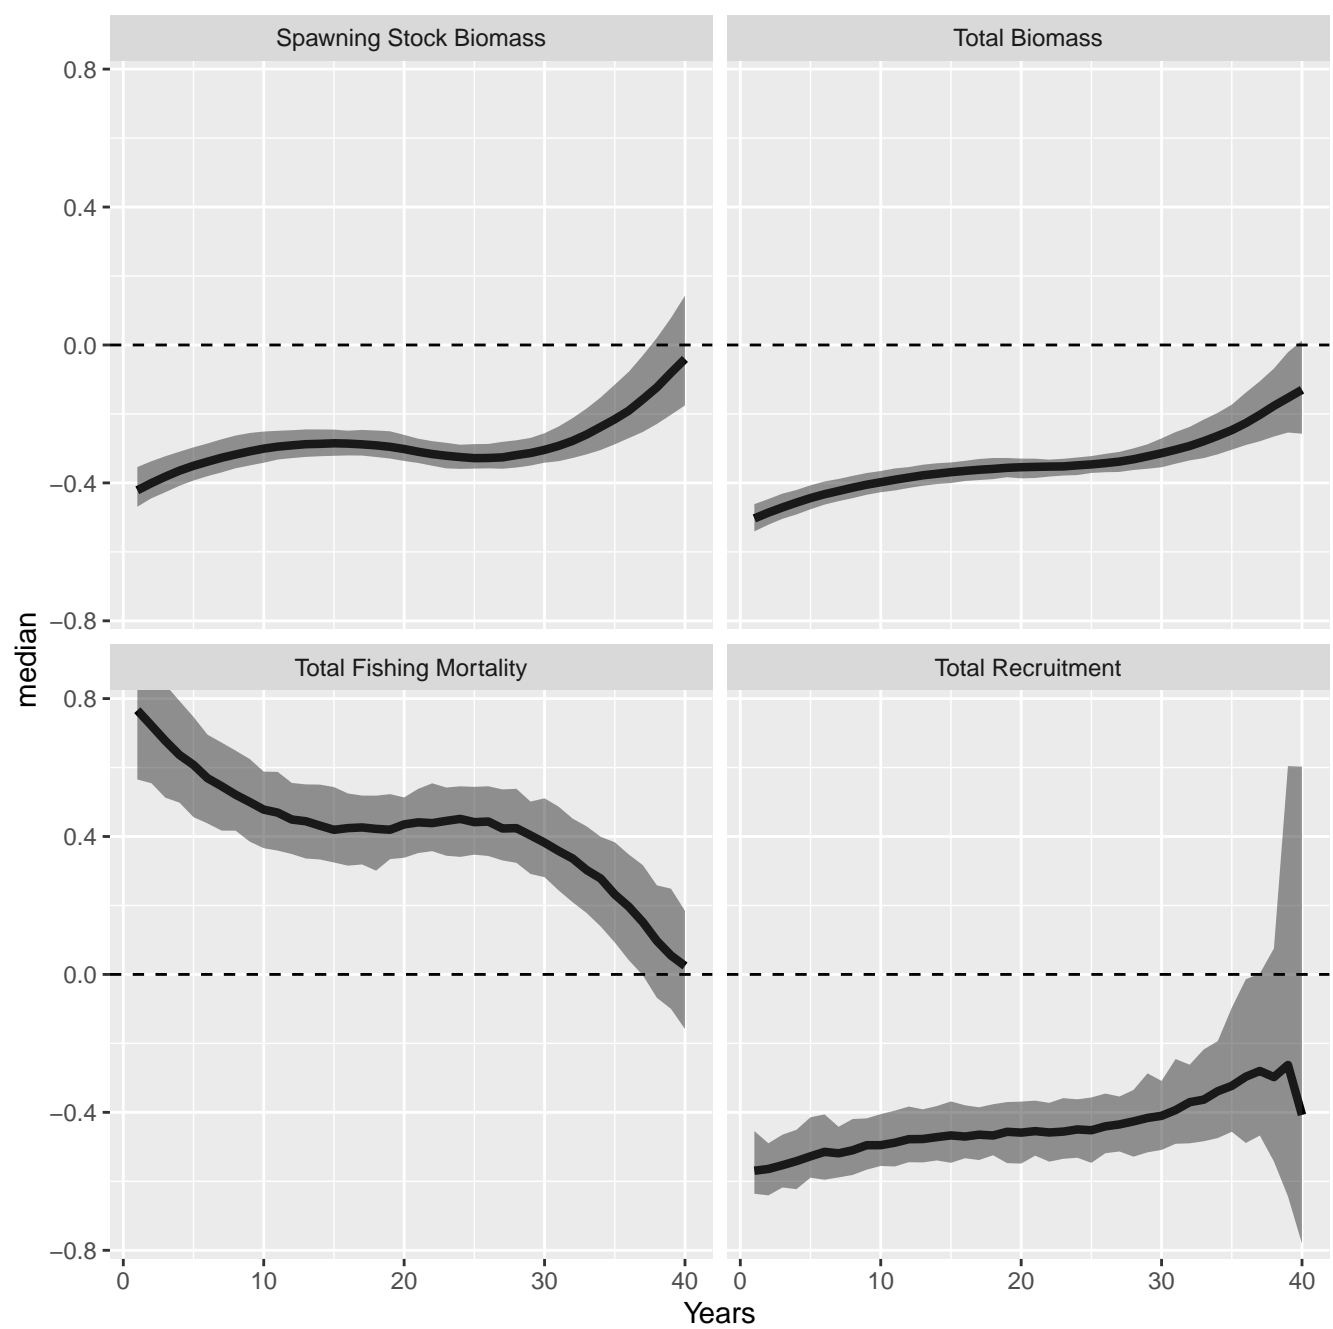 Spawning Stock Biomass
Total Biomass
0.8
0.4
0.0
−0.4
−0.8
median
Total Fishing Mortality
Total Recruitment
0.8
0.4
0.0
−0.4
−0.8
0 10 20 30 40
0 10 20 30 40
Years